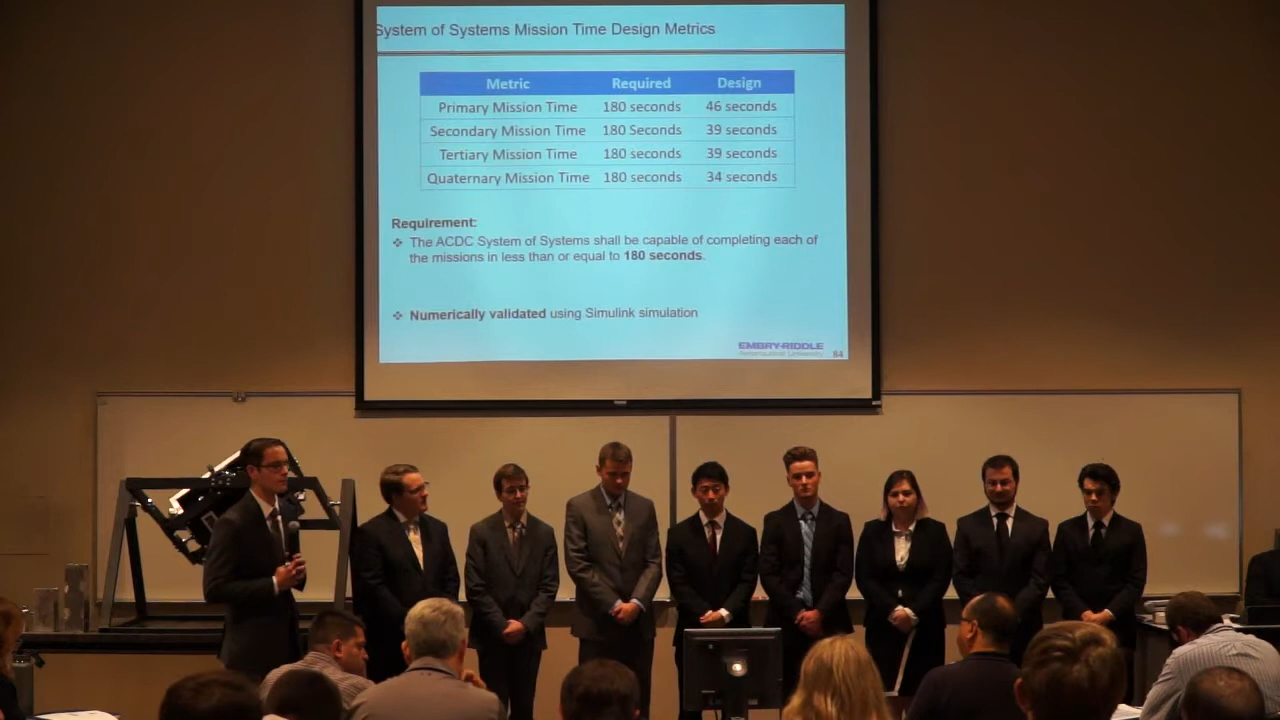 System of Systems Mission Time Design Metrics
Metric Required Design
Primary Mission Time 180 seconds 46 seconds
Secondary Mission Time 180 Seconds 39 seconds
Tertiary Mission Time 180 seconds 39 seconds
Quaternary Mission Time 180 seconds 34 seconds
Requirement:
❖ The ACDC System of Systems shall be capable of completing each of
the missions in less than or equal to 180 seconds.
❖ Numerically validated using Simulink simulation
EMBRY-RIDDLE
Aeronautical University
84